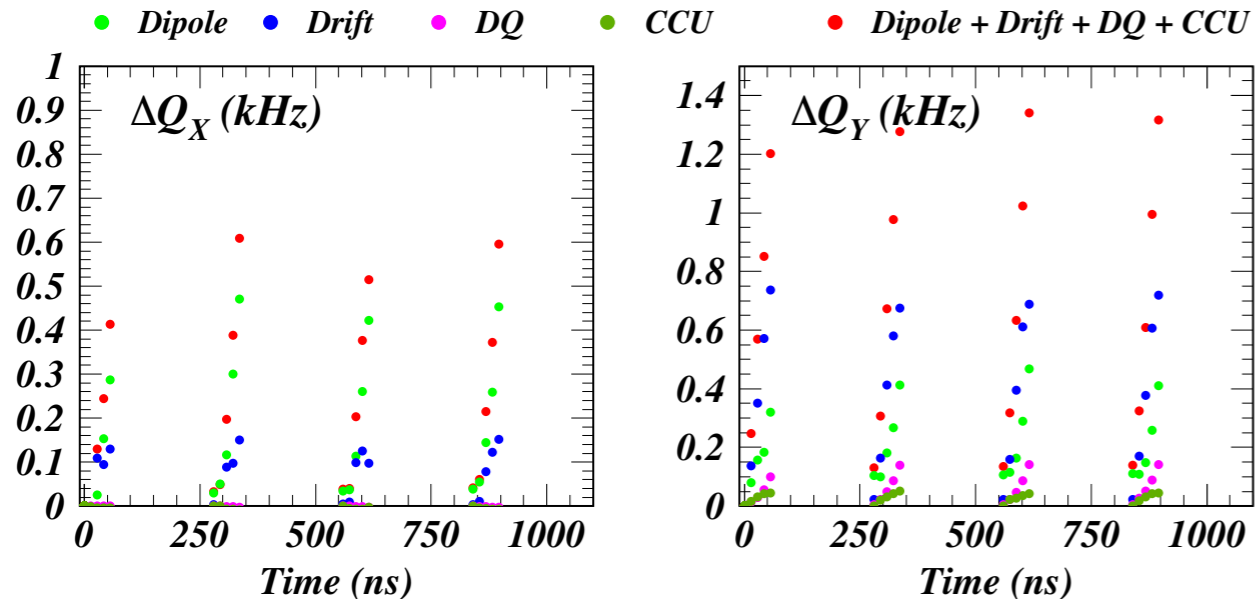 Dipole Drift DQ CCU Dipole + Drift + DQ + CCU
ΔQX (kHz)
1
0.9
0.8
0.7
0.6
0.5
0.4
0.3
0.2
0.1
0
0 250 500 750 1000
Time (ns)
ΔQY (kHz)
1.4
1.2
1
0.8
0.6
0.4
0.2
0
0 250 500 750 1000
Time (ns)